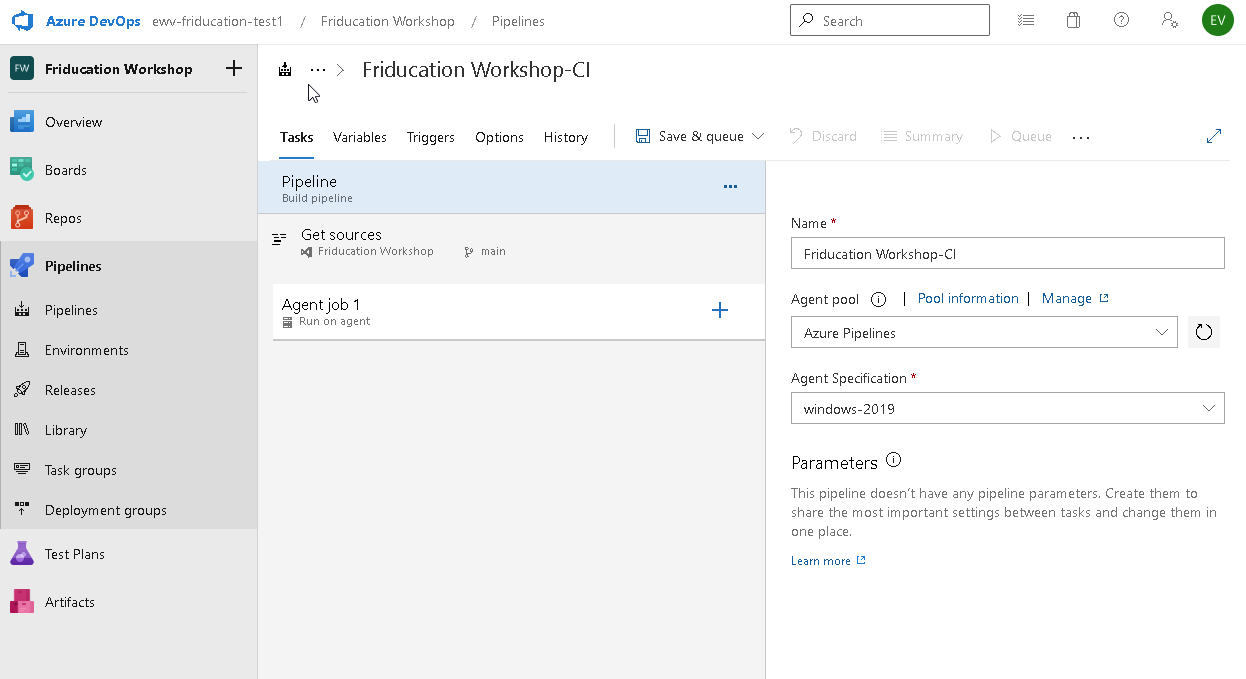 Azure DevOps ewv-friducation-test1 / Friducation Workshop / Pipelines Search EV
FW Friducation Workshop
Overview
Boards
Repos
Pipelines
Pipelines
Environments
Releases
Library
Task groups
Deployment groups
Test Plans
Artifacts
... > Friducation Workshop-CI
Tasks Variables Triggers Options History Save & queue Discard Summary Queue ...
Pipeline
Build pipeline
Get sources
Friducation Workshop main
Agent job 1
Run on agent
Name *
Friducation Workshop-CI
Agent pool | Pool information | Manage
Azure Pipelines
Agent Specification *
windows-2019
Parameters
This pipeline doesn't have any pipeline parameters. Create them to
share the most important settings between tasks and change them in
one place.
Learn more